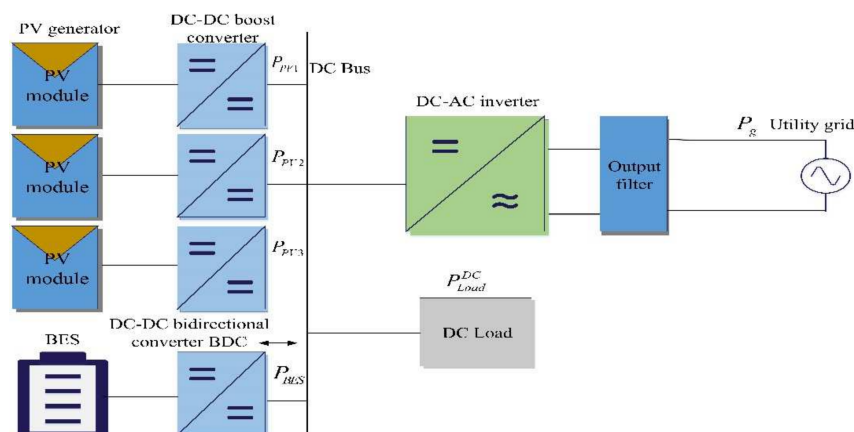 PV generator
DC-DC boost
converter
PV
module
P_PV1
DC Bus
DC-AC inverter
PV
module
P_PV2
P_g
Utility grid
Output
filter
PV
module
P_PV3
P_Load^DC
DC Load
BES
DC-DC bidirectional
converter BDC
P_BES